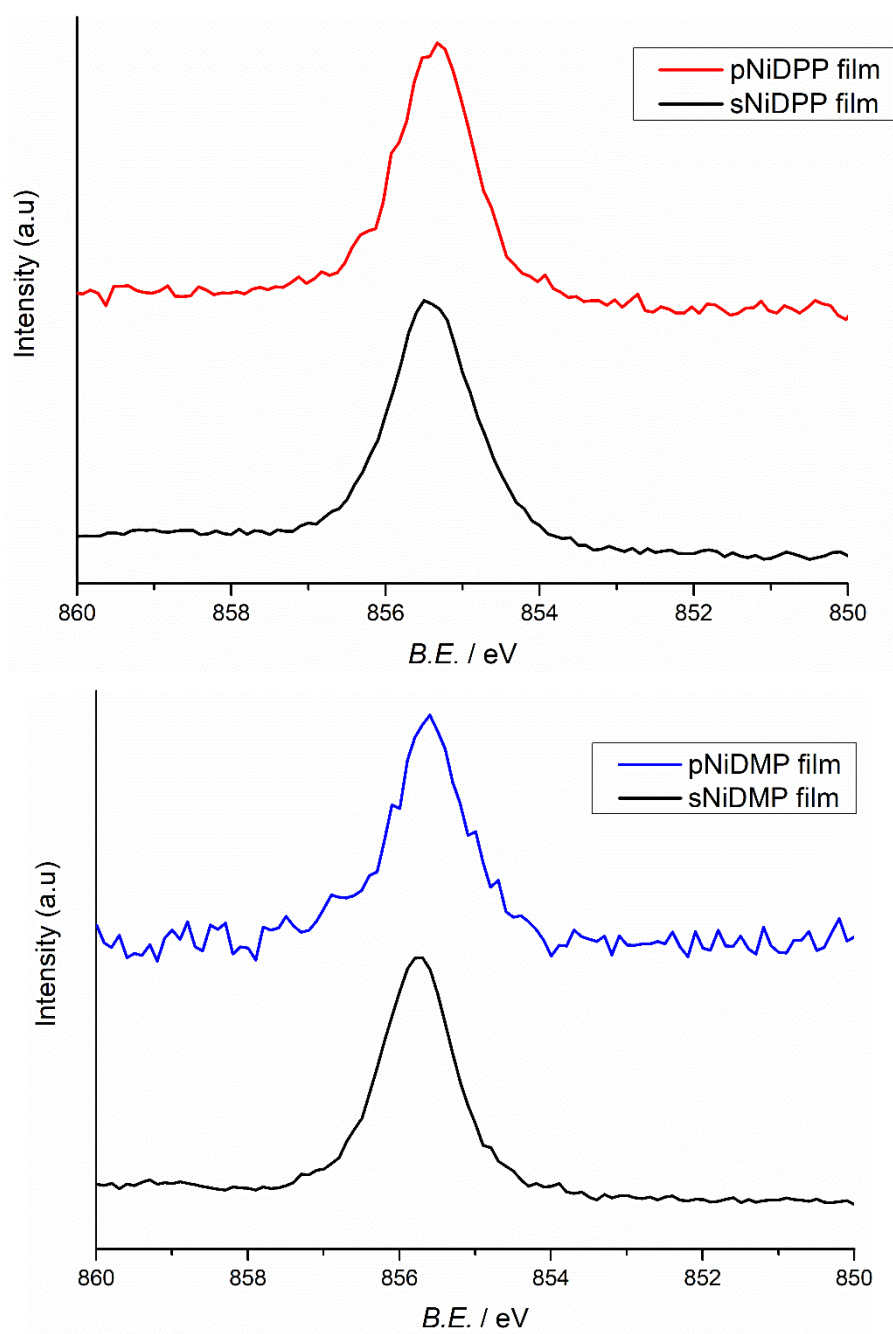 pNiDPP film
sNiDPP film
Intensity (a.u)
860
858
856
854
852
850
B.E. / eV
pNiDMP film
sNiDMP film
Intensity (a.u)
860
858
856
854
852
850
B.E. / eV